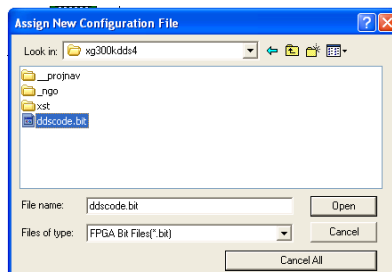 Assign New Configuration File
Look in: xg300kdds4
__projnav
_ngo
xst
ddscode.bit
File name: ddscode.bit Open
Files of type: FPGA Bit Files(*.bit) Cancel
Cancel All